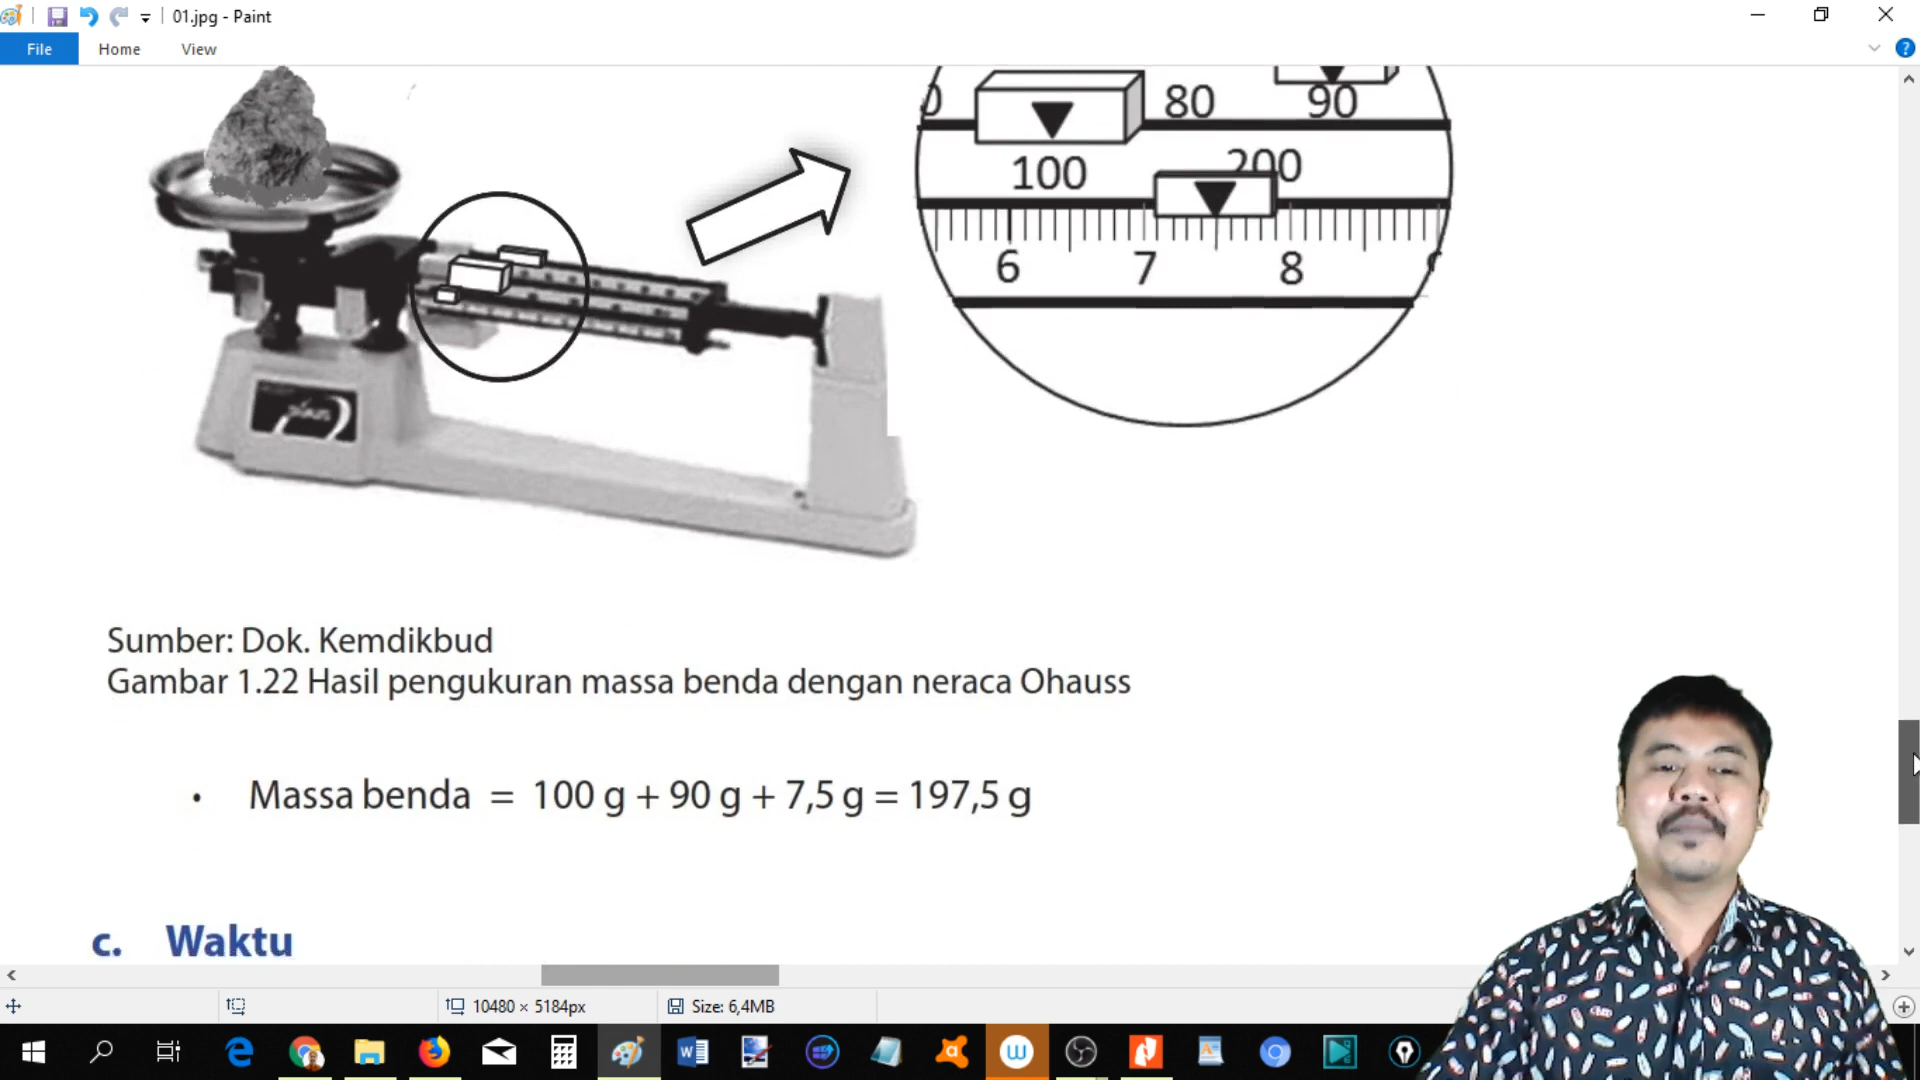 01.jpg - Paint
File Home View
80 90
100 200
6 7 8
Sumber: Dok. Kemdikbud
Gambar 1.22 Hasil pengukuran massa benda dengan neraca Ohauss
• Massa benda = 100 g + 90 g + 7,5 g = 197,5 g
c. Waktu
10480 × 5184px Size: 6,4MB